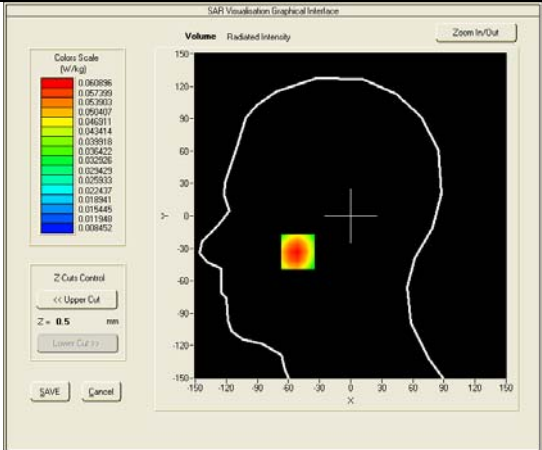 SAR Visualisation Graphical Interface
Volume Radiated Intensity
Zoom In/Out
Colors Scale
(W/kg)
0.060896
0.057399
0.053903
0.050407
0.046911
0.043414
0.039918
0.036422
0.032926
0.029429
0.025933
0.022437
0.018941
0.015445
0.011948
0.008452
Z-Cuts Control
<< Upper Cut
Z = 0.5 mm
Lower Cut >>
SAVE
Cancel
150
120
90
60
30
0
-30
-60
-90
-120
-150
Y
-150 -120 -90 -60 -30 0 30 60 90 120 150
X